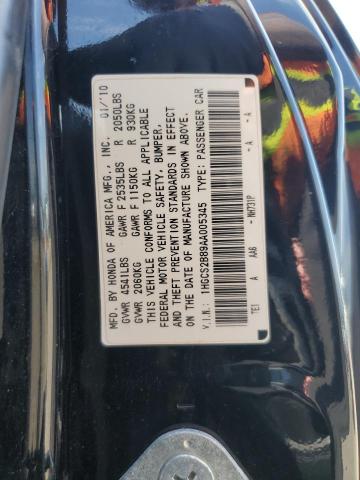 MFD. BY HONDA OF AMERICA MFG., INC. 01/10
GVWR 4541LBS GAWR F 2535LBS R 2050LBS
GVWR 2060KG GAWR F 1150KG R 930KG
THIS VEHICLE CONFORMS TO ALL APPLICABLE
FEDERAL MOTOR VEHICLE SAFETY, BUMPER,
AND THEFT PREVENTION STANDARDS IN EFFECT
ON THE DATE OF MANUFACTURE SHOWN ABOVE.
V.I.N.: 1HGCS2B89AA005345 TYPE: PASSENGER CAR
TE1 A AA6 - NH731P - A - A